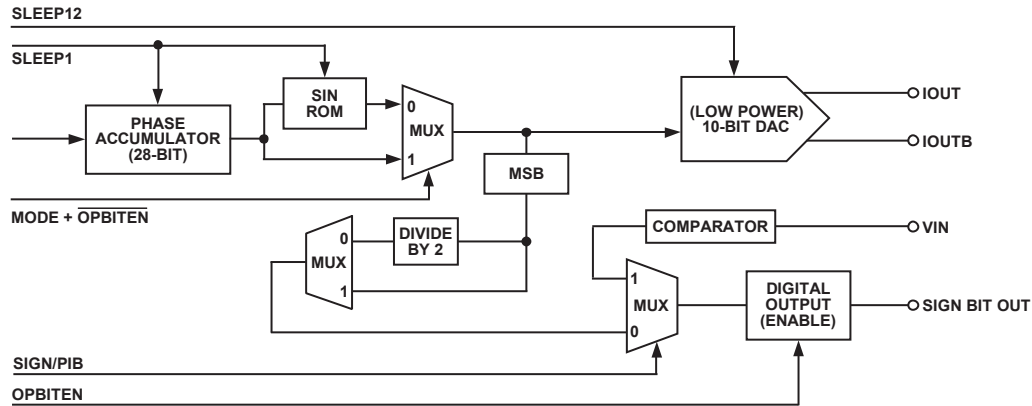 SLEEP12
SLEEP1
SIN
ROM
0
MUX
1
PHASE
ACCUMULATOR
(28-BIT)
(LOW POWER)
10-BIT DAC
IOUT
IOUTB
MSB
MODE + OPBITEN
0
MUX
1
DIVIDE
BY 2
COMPARATOR
VIN
1
MUX
0
DIGITAL
OUTPUT
(ENABLE)
SIGN BIT OUT
SIGN/PIB
OPBITEN